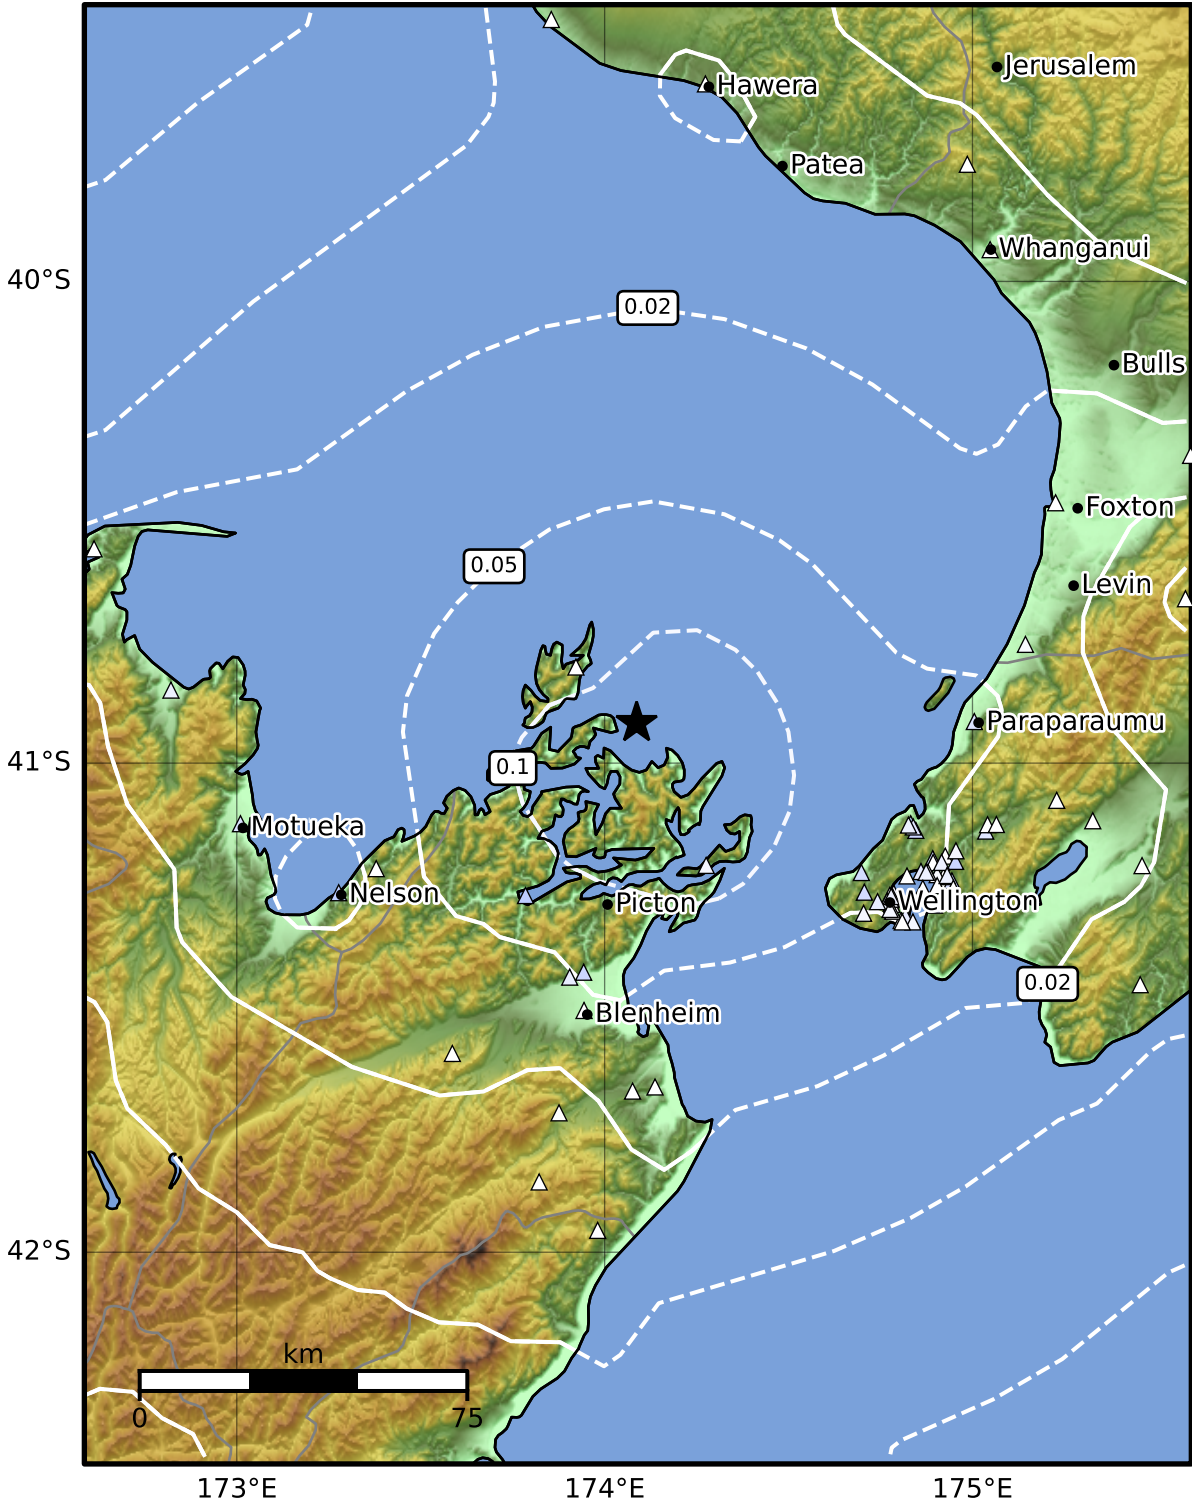 Jerusalem
Hawera
Patea
Whanganui
40°S
0.02
Bulls
Foxton
0.05
Levin
Paraparaumu
41°S
0.1
Motueka
Nelson
Picton
Wellington
0.02
Blenheim
42°S
km
0 75
173°E 174°E 175°E